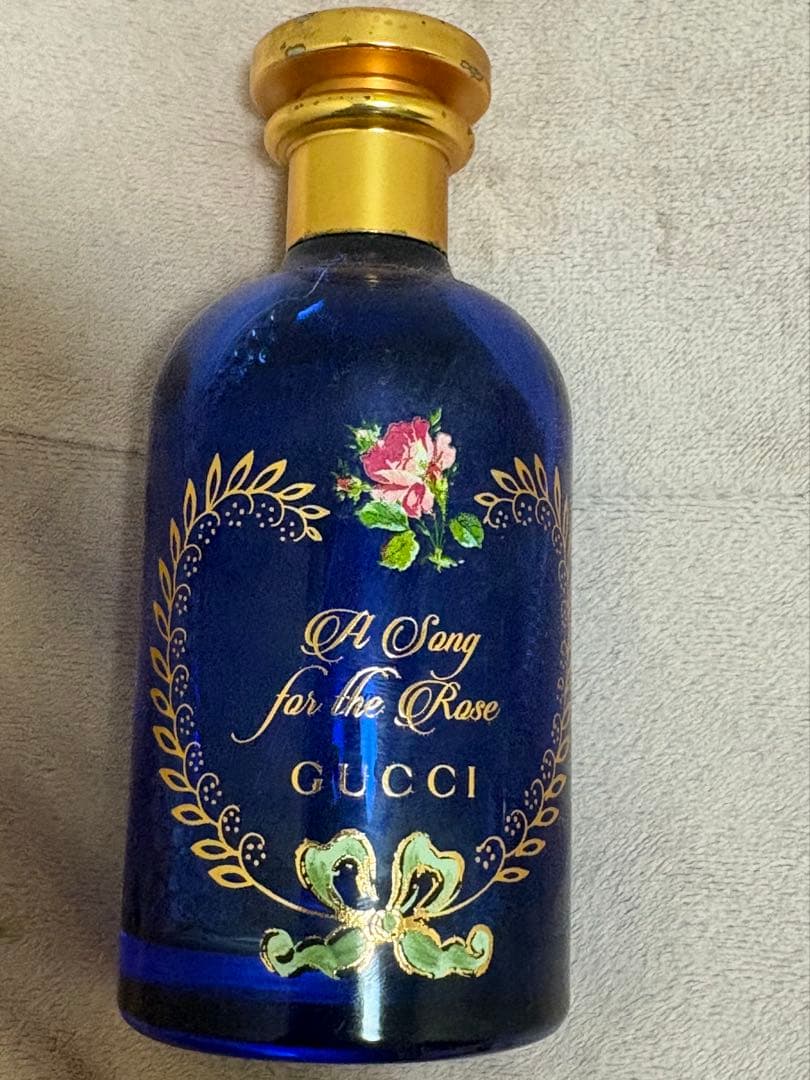 A Song
for the Rose
GUCCI